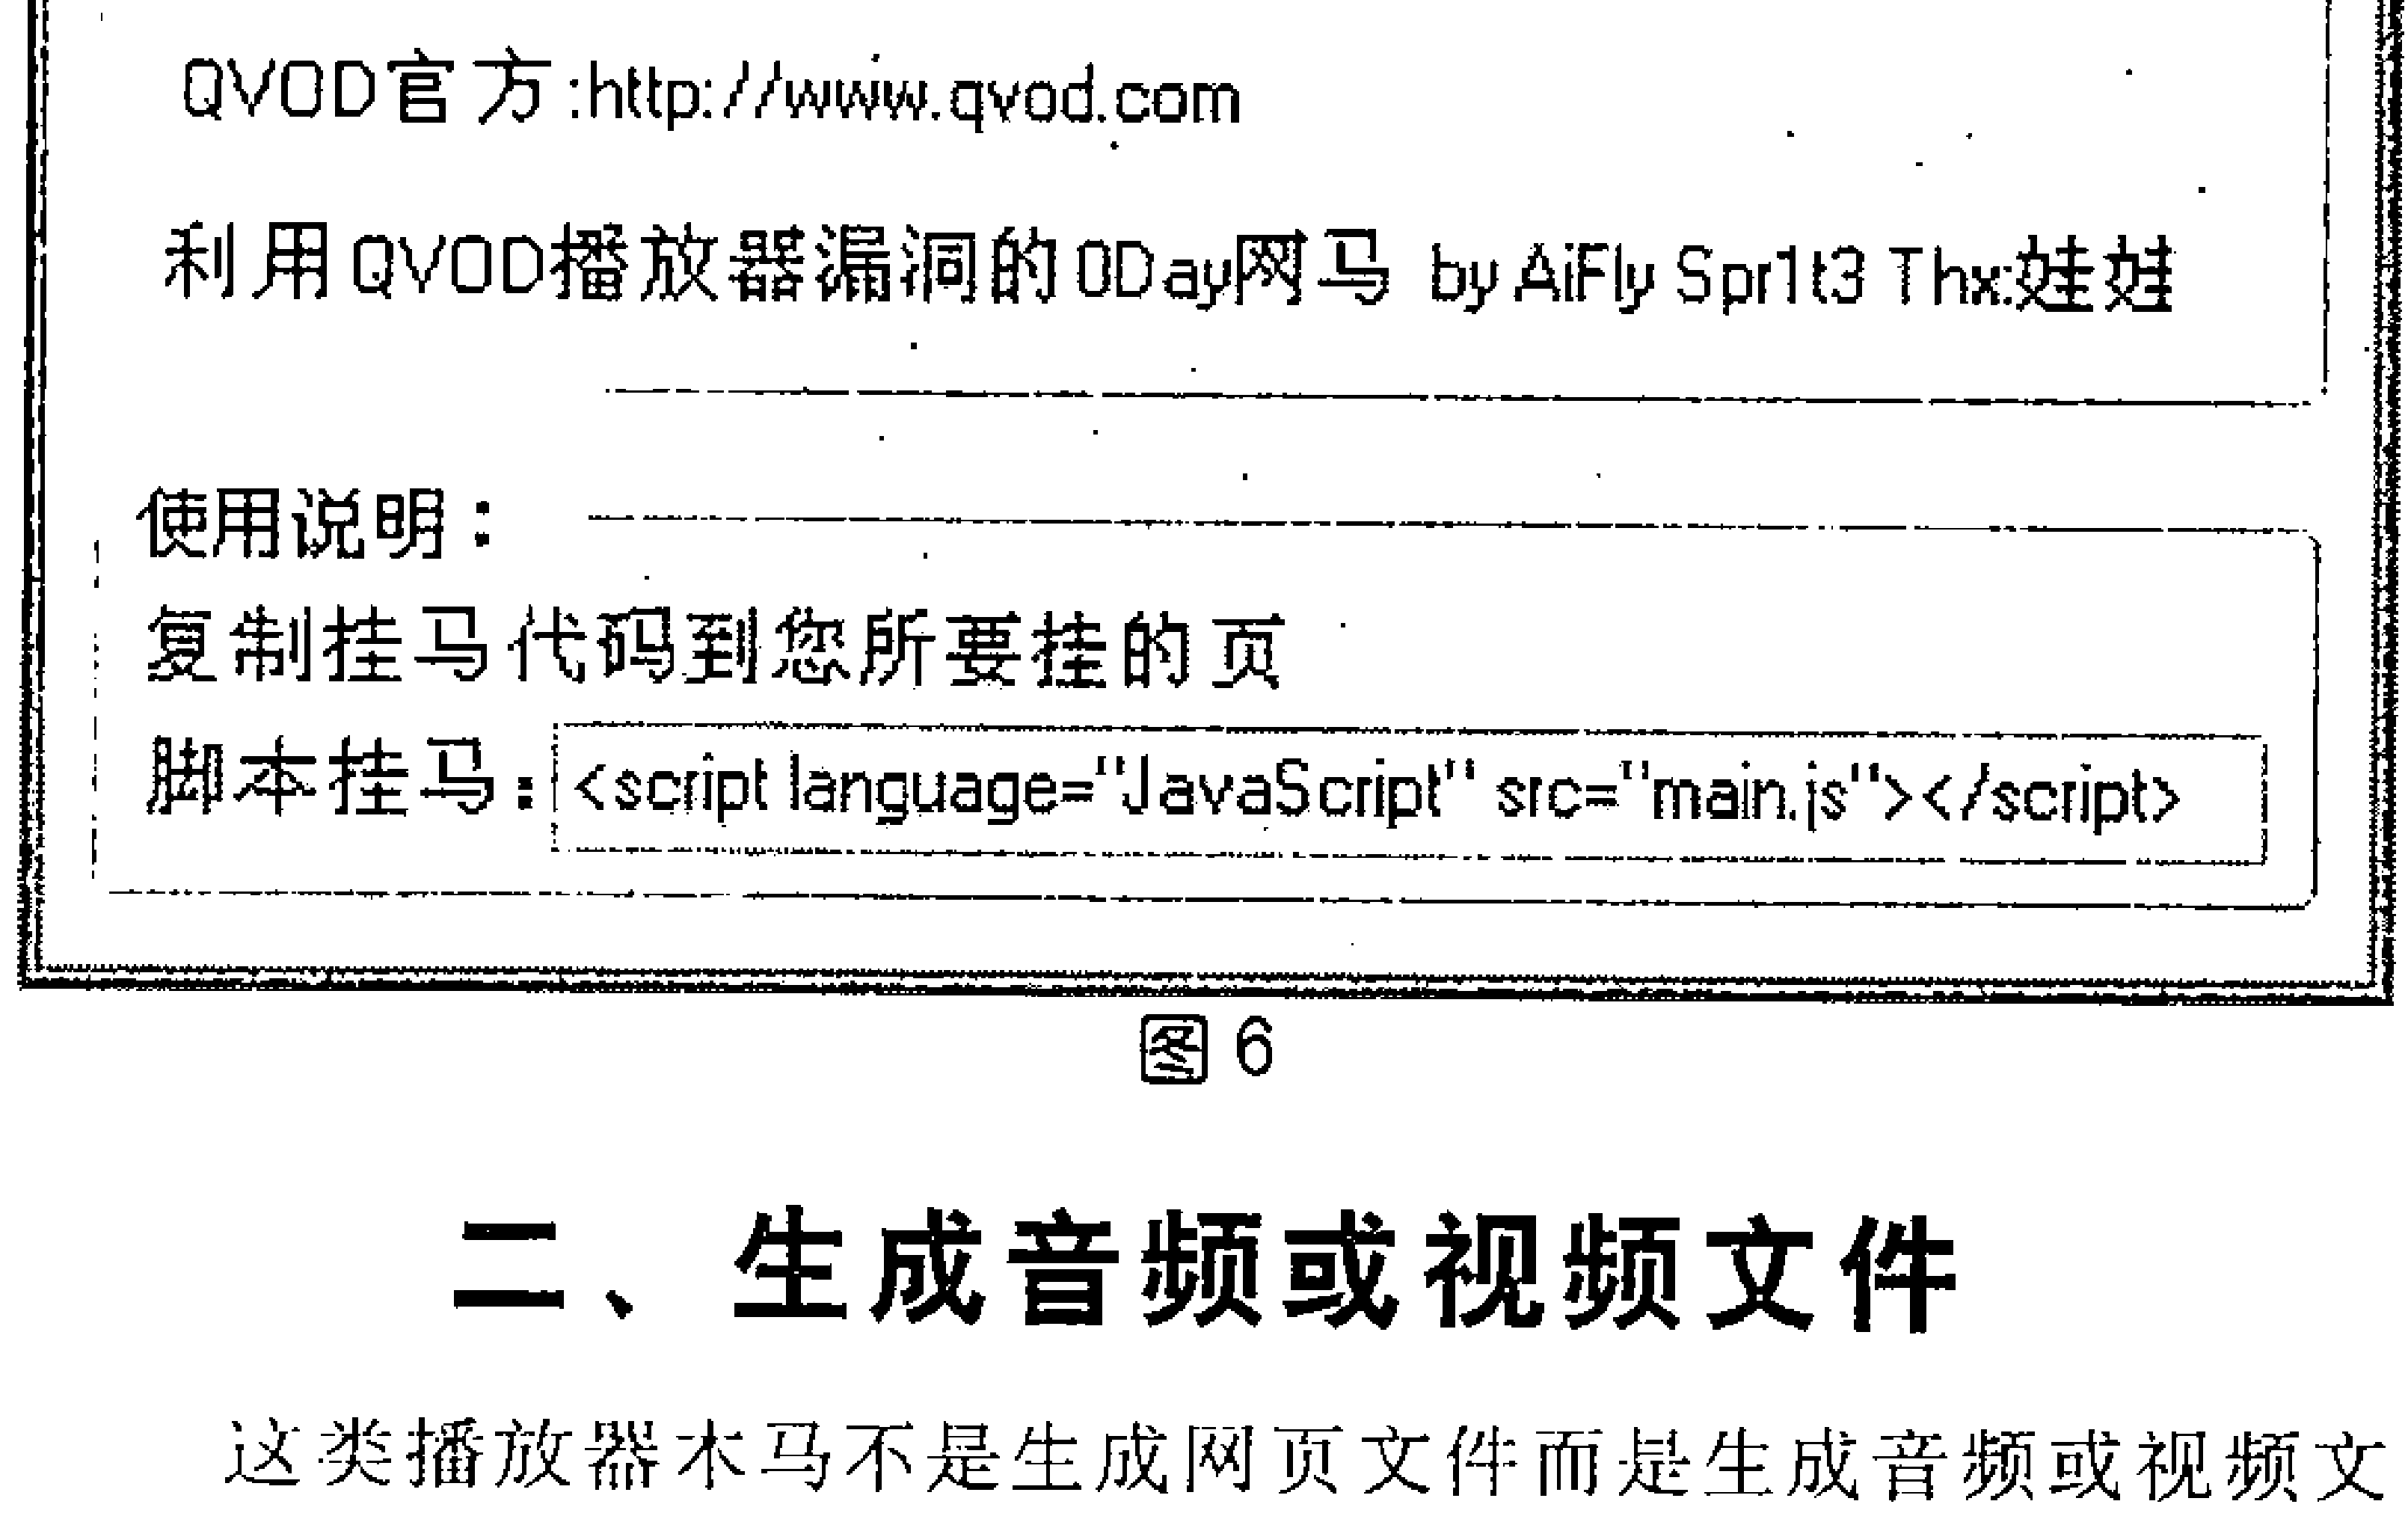 QVOD官方:http://www.qvod.com
利用QVOD播放器漏洞的0Day网马 by AiFly Spr1t3 Thx:娃娃
使用说明：
复制挂马代码到您所要挂的页
脚本挂马：<script language="JavaScript" src="main.js"></script>
图6
二、生成音频或视频文件
这类播放器木马不是生成网页文件而是生成音频或视频文